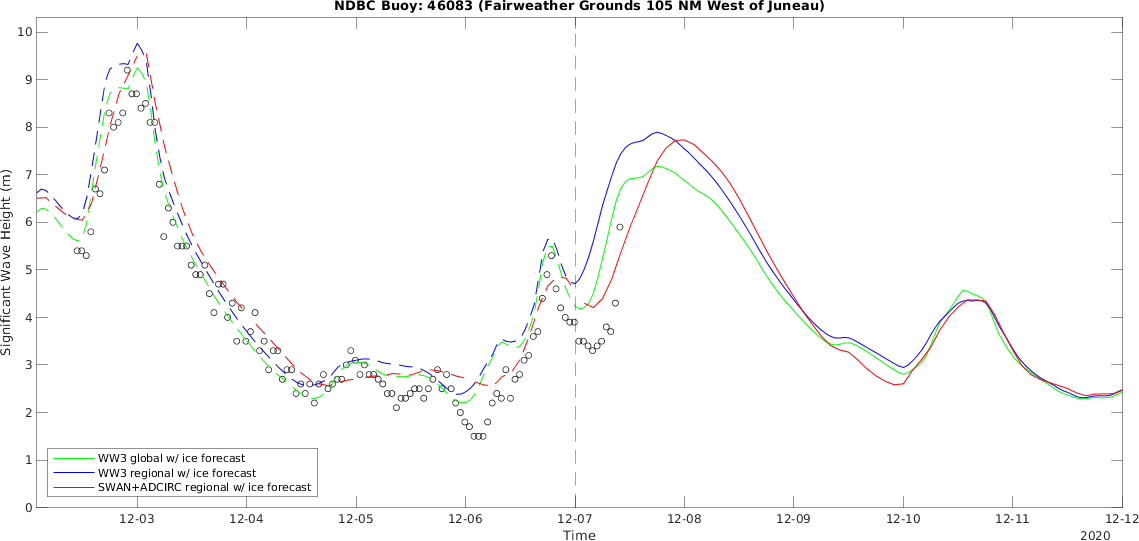 NDBC Buoy: 46083 (Fairweather Grounds 105 NM West of Juneau)
Significant Wave Height (m)
10
9
8
7
6
5
4
3
2
1
0
WW3 global w/ ice forecast
WW3 regional w/ ice forecast
SWAN+ADCIRC regional w/ ice forecast
12-03 12-04 12-05 12-06 12-07 12-08 12-09 12-10 12-11 12-12
Time
2020